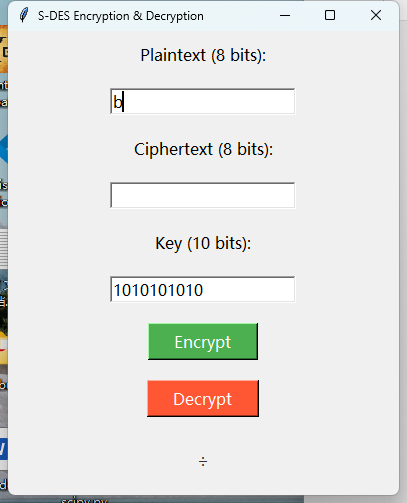 S-DES Encryption & Decryption
Plaintext (8 bits):
b
Ciphertext (8 bits):
Key (10 bits):
1010101010
Encrypt
Decrypt
÷